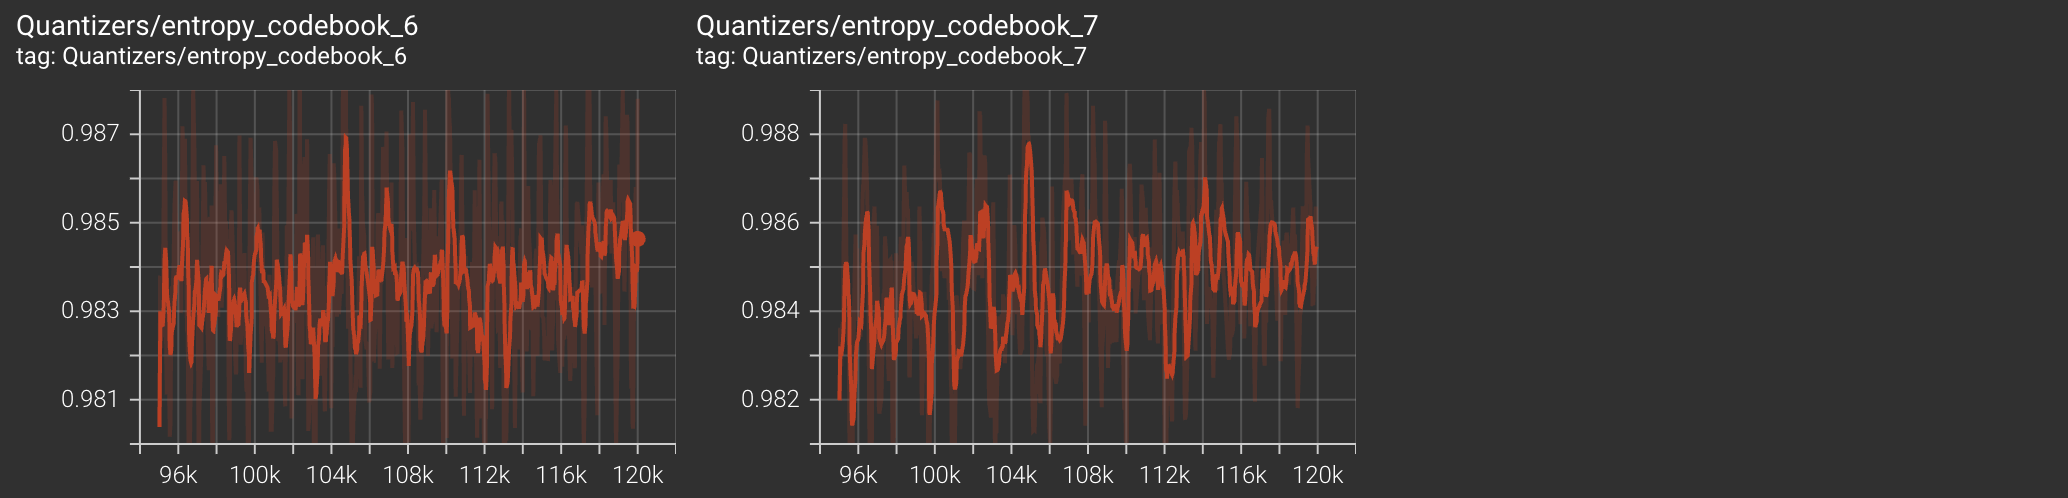 Quantizers/entropy_codebook_6
tag: Quantizers/entropy_codebook_6
0.987
0.985
0.983
0.981
96k 100k 104k 108k 112k 116k 120k
Quantizers/entropy_codebook_7
tag: Quantizers/entropy_codebook_7
0.988
0.986
0.984
0.982
96k 100k 104k 108k 112k 116k 120k